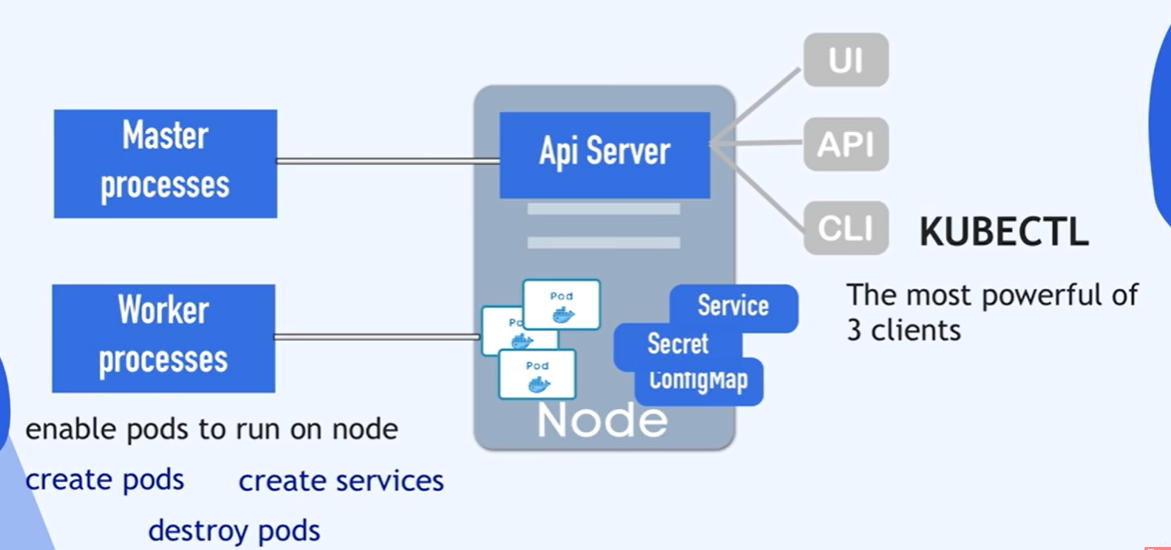 Master
processes
Api Server
UI
API
CLI
KUBECTL
The most powerful of
3 clients
Worker
processes
Pod
Po
Pod
Service
Secret
ConfigMap
Node
enable pods to run on node
create pods
create services
destroy pods